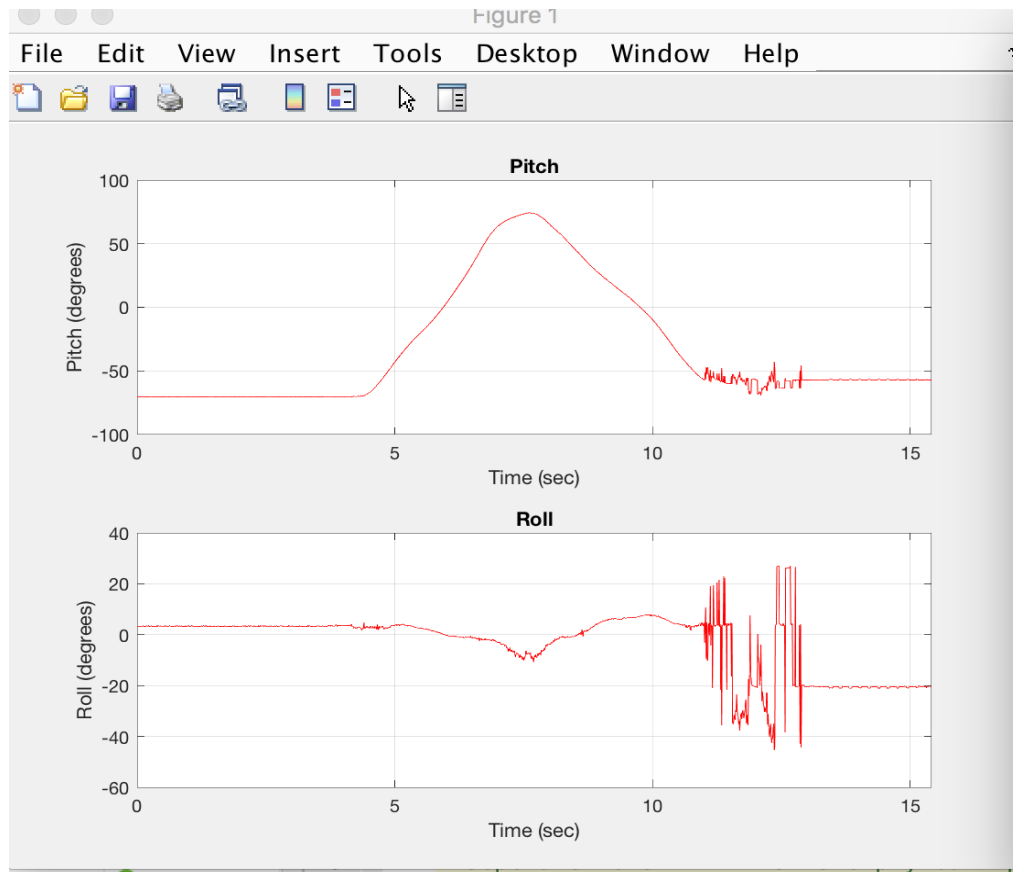 Figure 1
File Edit View Insert Tools Desktop Window Help
Pitch
100
50
0
-50
-100
Pitch (degrees)
0 5 10 15
Time (sec)
Roll
40
20
0
-20
-40
-60
Roll (degrees)
0 5 10 15
Time (sec)